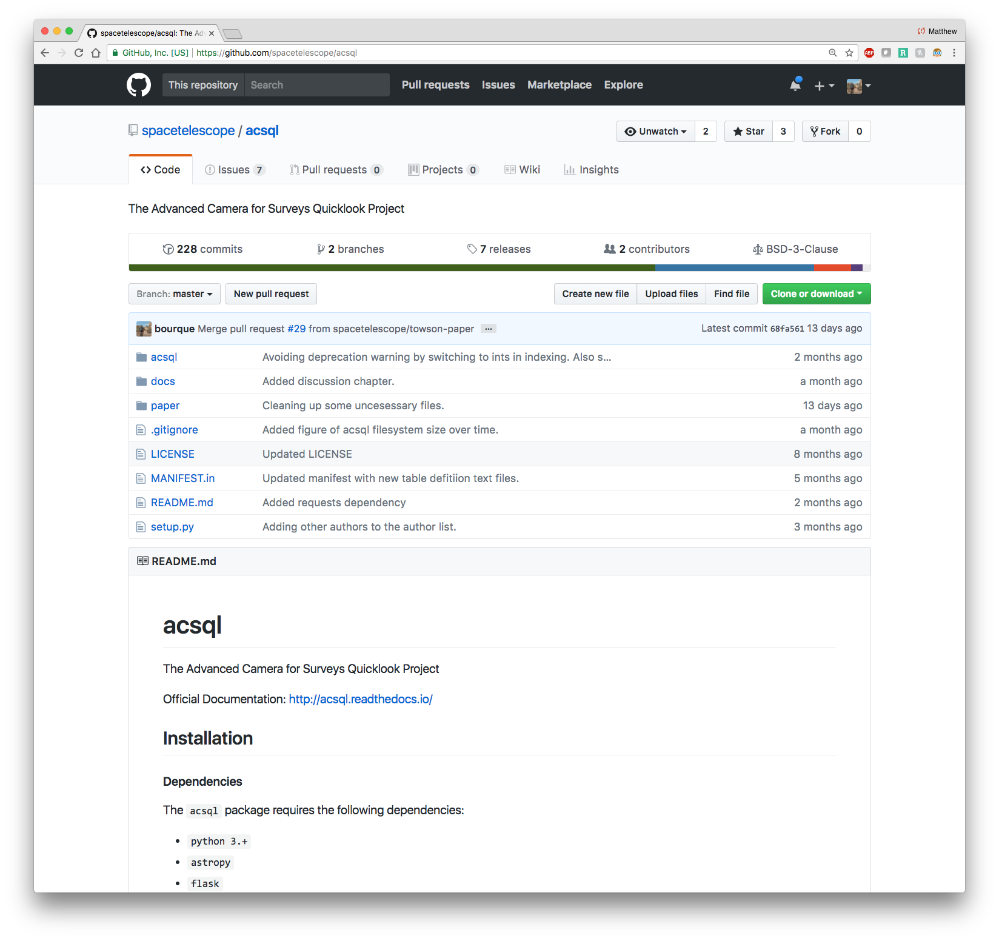 spacetelescope/acsql: The Adv
Matthew
GitHub, Inc. [US] https://github.com/spacetelescope/acsql
ABP
R
This repository Search Pull requests Issues Marketplace Explore
spacetelescope / acsql
Unwatch 2 Star 3 Fork 0
Code Issues 7 Pull requests 0 Projects 0 Wiki Insights
The Advanced Camera for Surveys Quicklook Project
228 commits 2 branches 7 releases 2 contributors BSD-3-Clause
Branch: master New pull request Create new file Upload files Find file Clone or download
bourque Merge pull request #29 from spacetelescope/towson-paper ... Latest commit 68fa561 13 days ago
acsql Avoiding deprecation warning by switching to ints in indexing. Also s... 2 months ago
docs Added discussion chapter. a month ago
paper Cleaning up some uncesessary files. 13 days ago
.gitignore Added figure of acsql filesystem size over time. a month ago
LICENSE Updated LICENSE 8 months ago
MANIFEST.in Updated manifest with new table defitiion text files. 5 months ago
README.md Added requests dependency 2 months ago
setup.py Adding other authors to the author list. 3 months ago
README.md
acsql
The Advanced Camera for Surveys Quicklook Project
Official Documentation: http://acsql.readthedocs.io/
Installation
Dependencies
The acsql package requires the following dependencies:
• python 3.+
• astropy
• flask